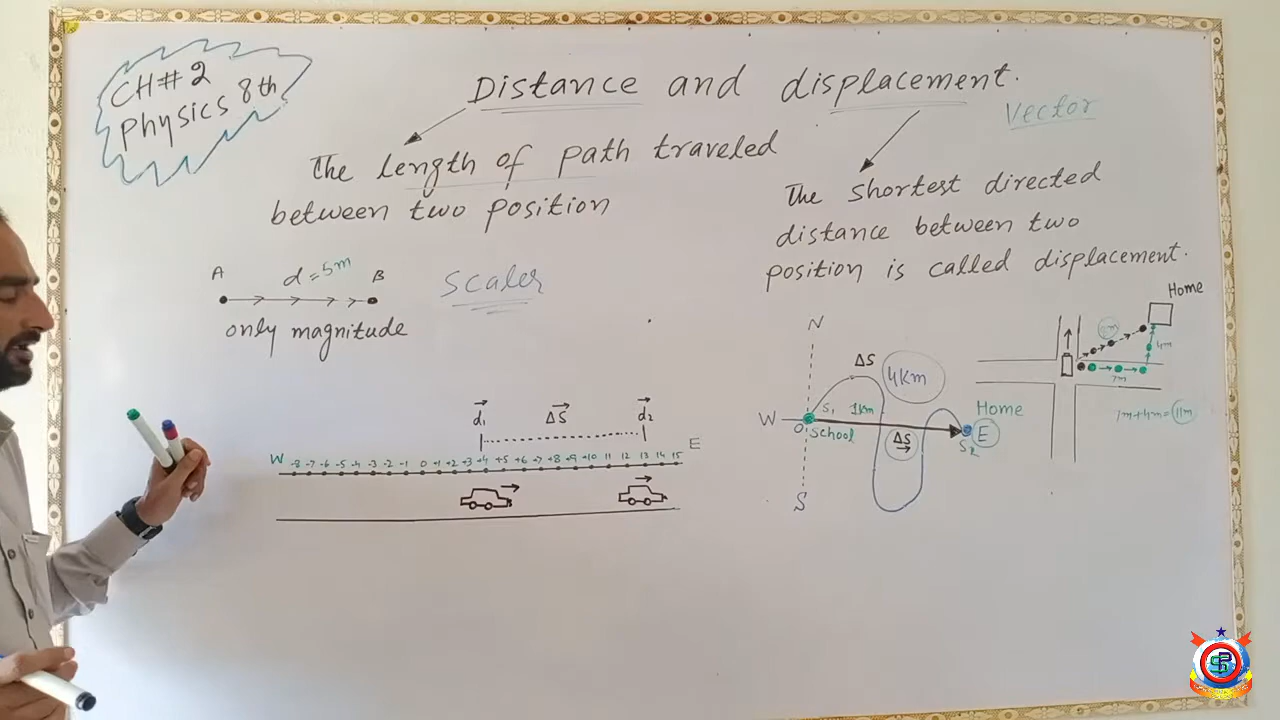 CH#2
Physics 8th
Distance and displacement.
Vector
The length of path traveled
between two position
The shortest directed
distance between two
position is called displacement.
A d=5m B
Scaler
only magnitude
Home
4m
7m
7m+4m=11m
N
ΔS 4km
W O S1 1km
School
ΔS
Home
S2 E
S
d1 ΔS d2
W -8 -7 -6 -5 -4 -3 -2 -1 0 +1 +2 +3 +4 +5 +6 +7 +8 +9 +10 11 12 13 14 15 E